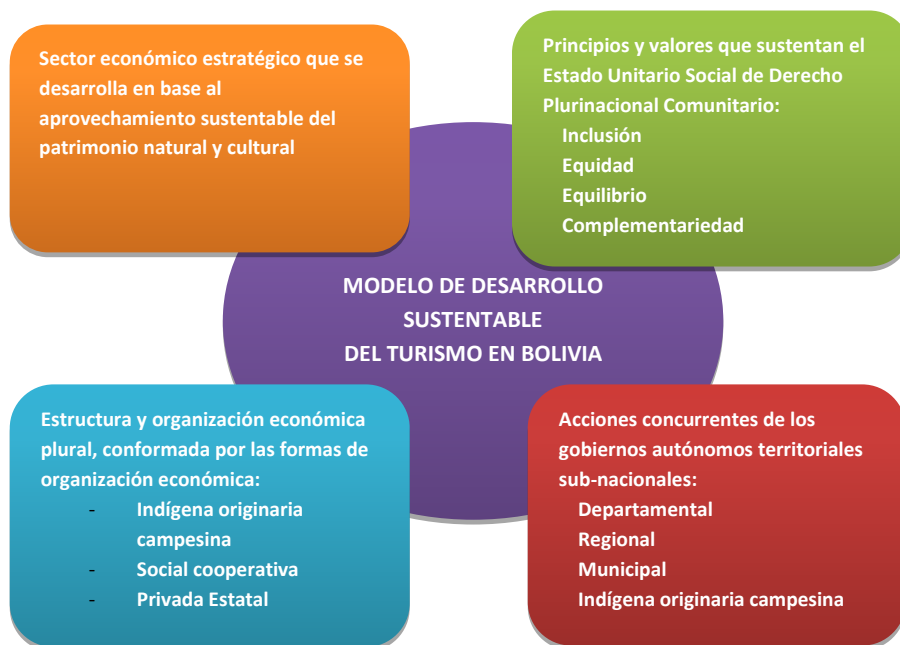 Sector económico estratégico que se
desarrolla en base al
aprovechamiento sustentable del
patrimonio natural y cultural
Principios y valores que sustentan el
Estado Unitario Social de Derecho
Plurinacional Comunitario:
Inclusión
Equidad
Equilibrio
Complementariedad
MODELO DE DESARROLLO
SUSTENTABLE
DEL TURISMO EN BOLIVIA
Estructura y organización económica
plural, conformada por las formas de
organización económica:
- Indígena originaria
campesina
- Social cooperativa
- Privada Estatal
Acciones concurrentes de los
gobiernos autónomos territoriales
sub-nacionales:
Departamental
Regional
Municipal
Indígena originaria campesina